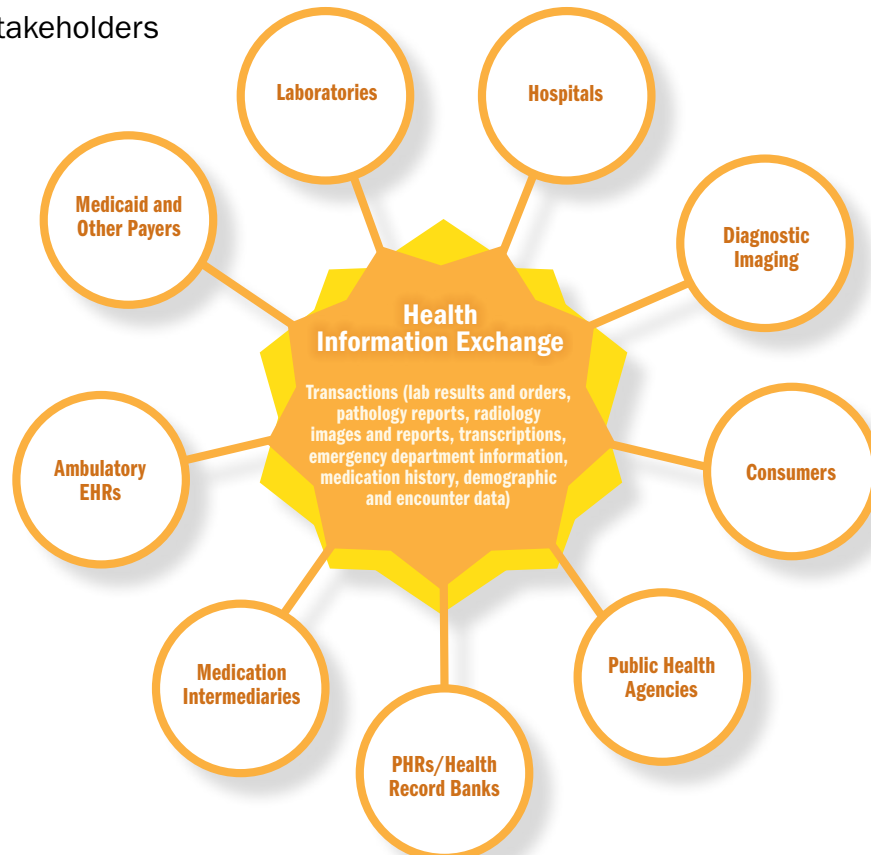 takeholders
Laboratories
Hospitals
Medicaid and
Other Payers
Diagnostic
Imaging
Health
Information Exchange
Transactions (lab results and orders,
pathology reports, radiology
images and reports, transcriptions,
emergency department information,
medication history, demographic
and encounter data)
Ambulatory
EHRs
Consumers
Medication
Intermediaries
Public Health
Agencies
PHRs/Health
Record Banks